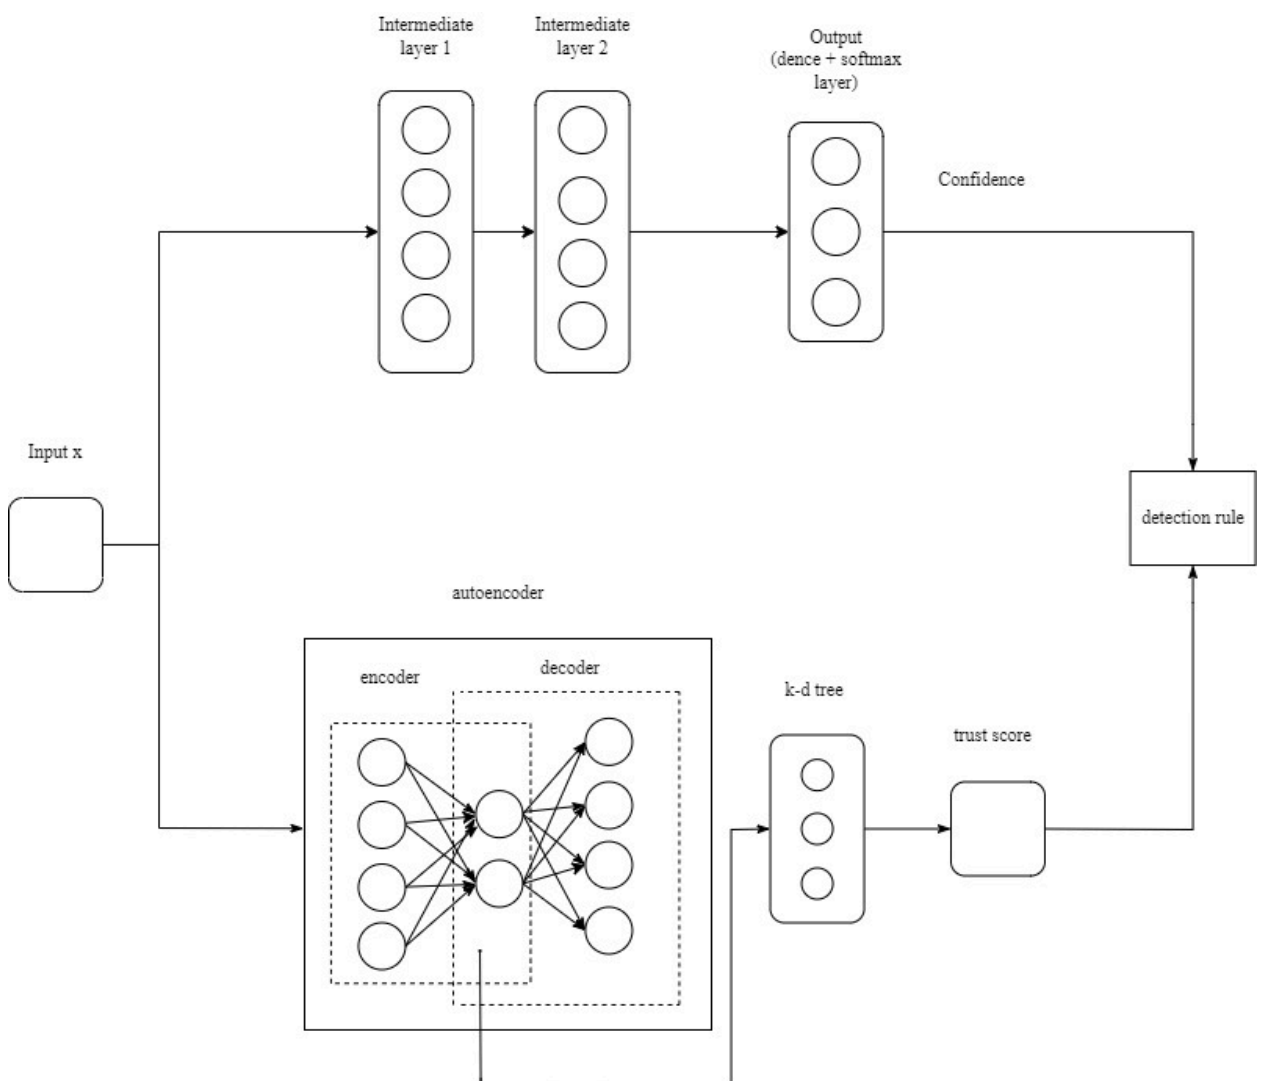 Intermediate
layer 1
Intermediate
layer 2
Output
(dence + softmax
layer)
Confidence
Input x
detection rule
autoencoder
encoder
decoder
k-d tree
trust score